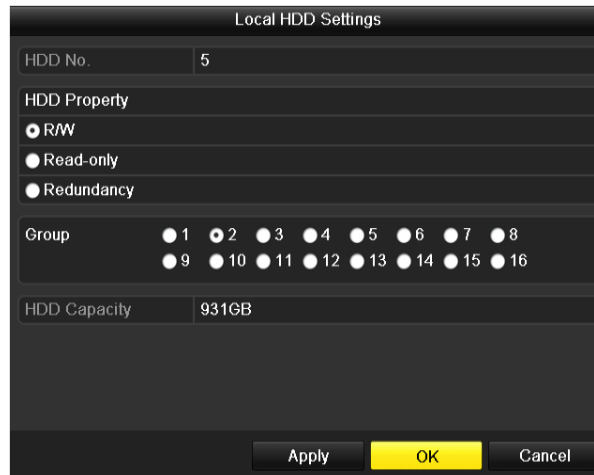 Local HDD Settings
HDD No. 5
HDD Property
R/W
Read-only
Redundancy
Group 1 2 3 4 5 6 7 8
9 10 11 12 13 14 15 16
HDD Capacity 931GB
Apply OK Cancel